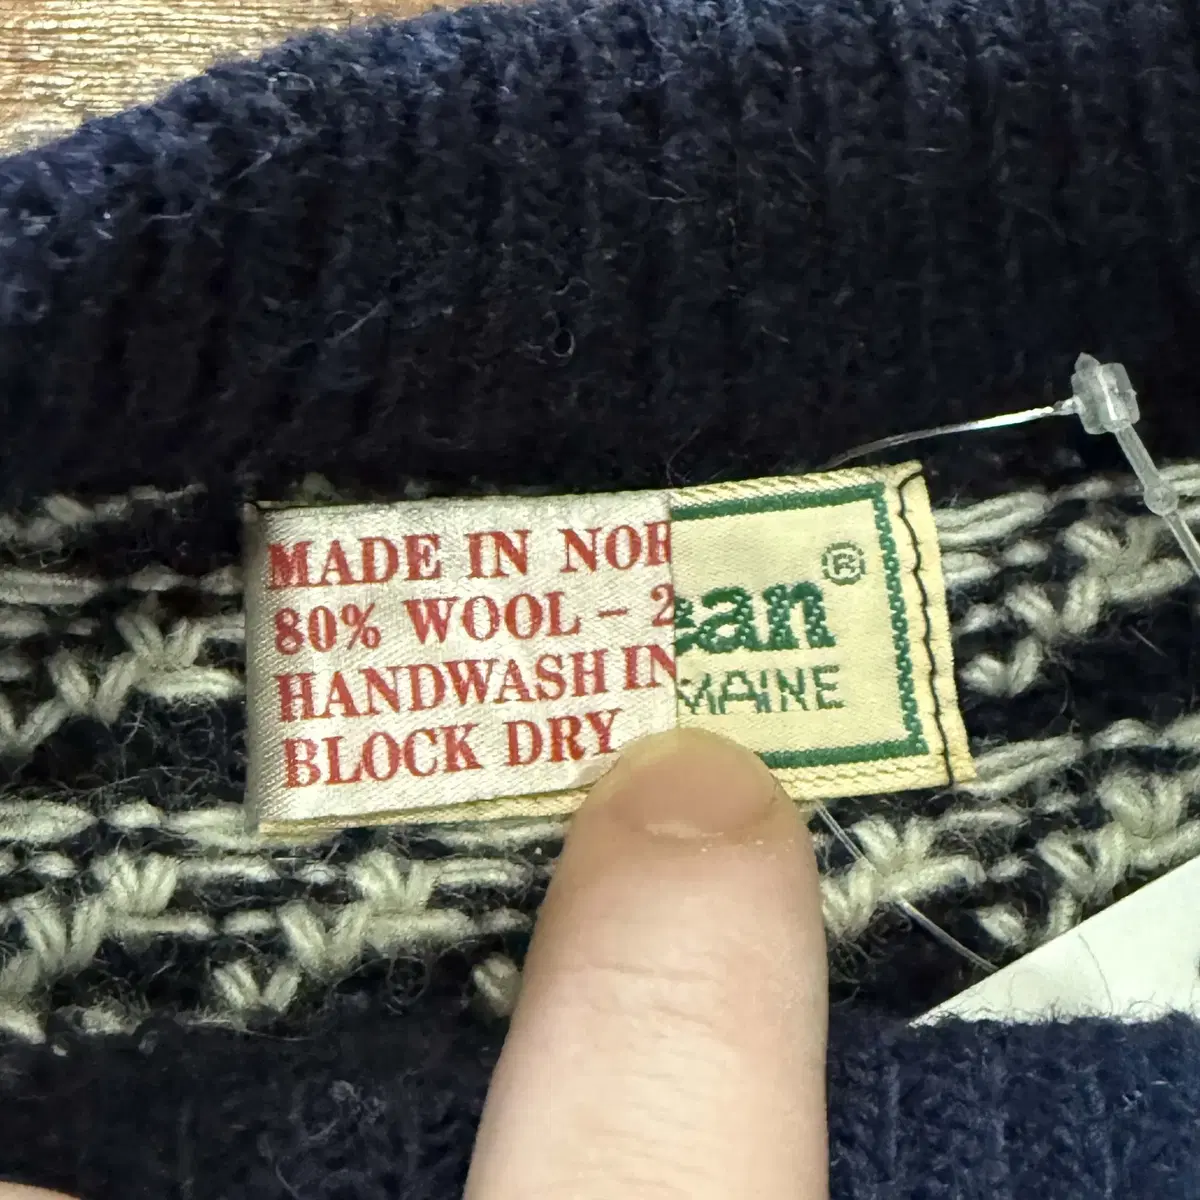 MADE IN NOR
80% WOOL – 2
HANDWASH IN
BLOCK DRY
ean®
MAINE